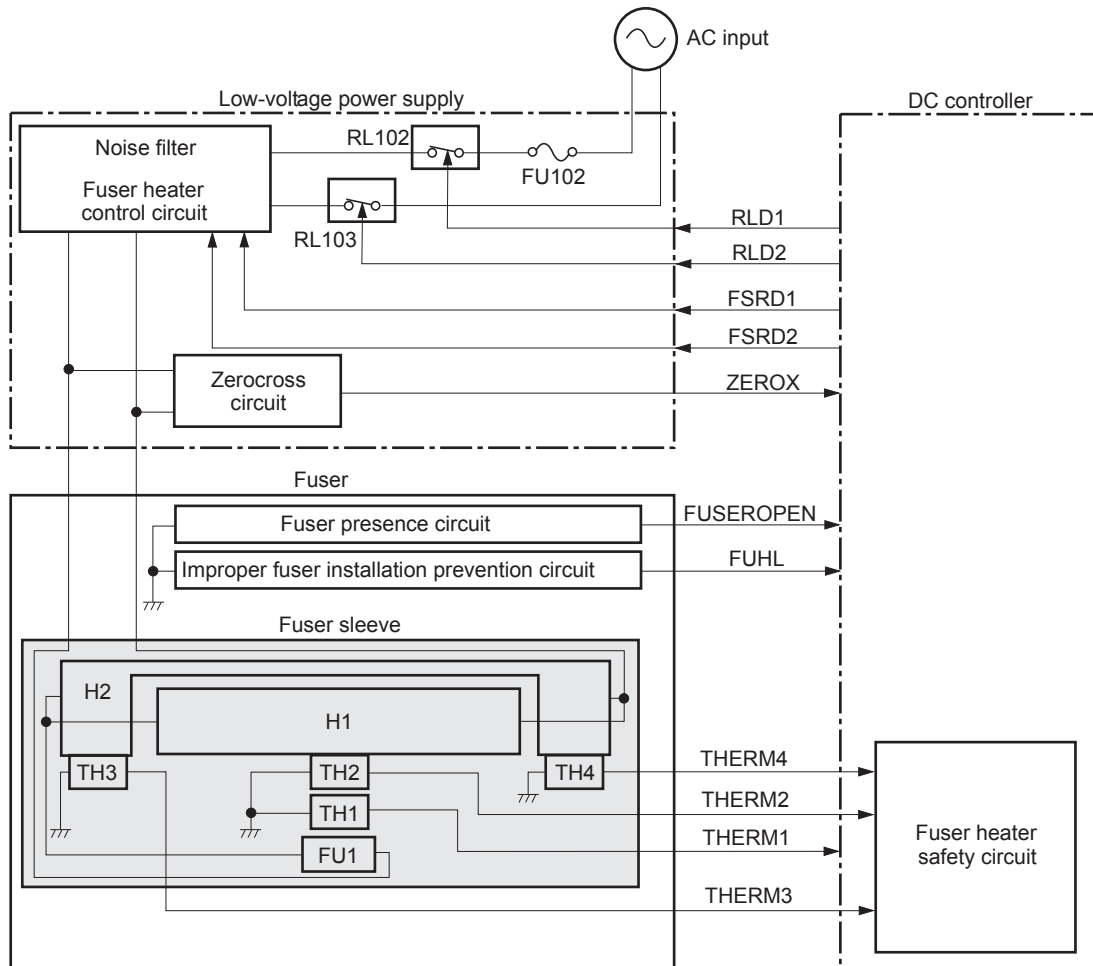 AC input
Low-voltage power supply
DC controller
RL102
Noise filter
FU102
Fuser heater
control circuit
RL103
RLD1
RLD2
FSRD1
FSRD2
Zerocross
circuit
ZEROX
Fuser
Fuser presence circuit
FUSEROPEN
Improper fuser installation prevention circuit
FUHL
Fuser sleeve
H2
H1
TH3
TH2
TH4
THERM4
TH1
THERM2
FU1
THERM1
Fuser heater
safety circuit
THERM3